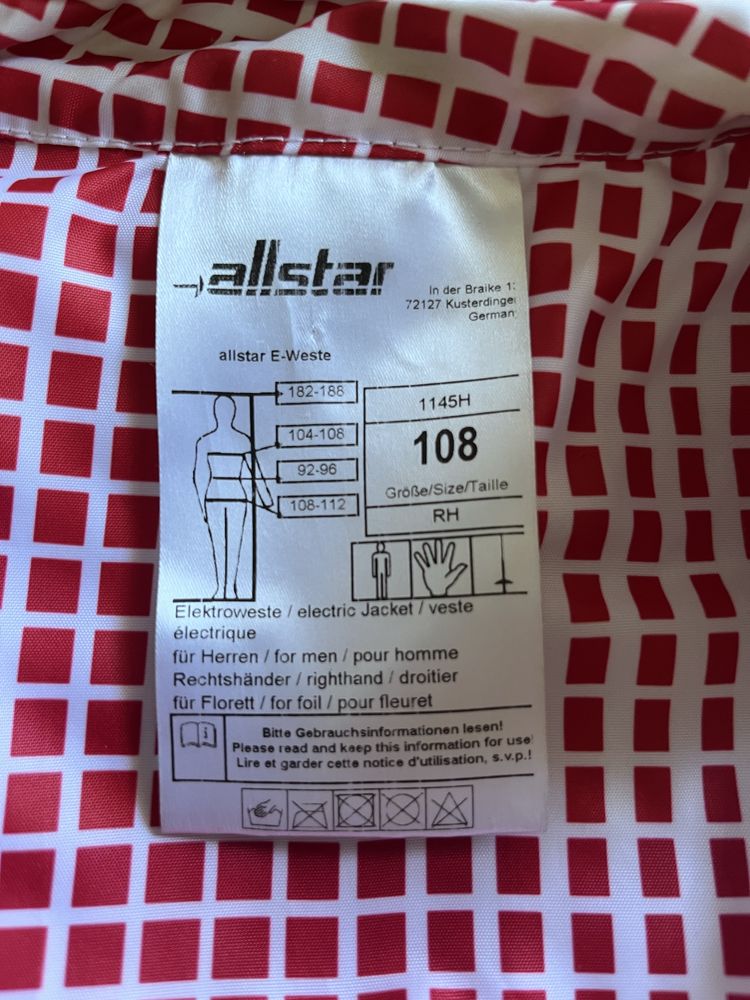 allstar
In der Braike 1
72127 Kusterdinge
German
allstar E-Weste
182-188
104-108
92-96
108-112
1145H
108
Größe/Size/Taille
RH
Elektroweste / electric Jacket / veste
électrique
für Herren / for men / pour homme
Rechtshänder / righthand / droitier
für Florett / for foil / pour fleuret
i
Bitte Gebrauchsinformationen lesen!
Please read and keep this information for use
Lire et garder cette notice d'utilisation, s.v.p.!